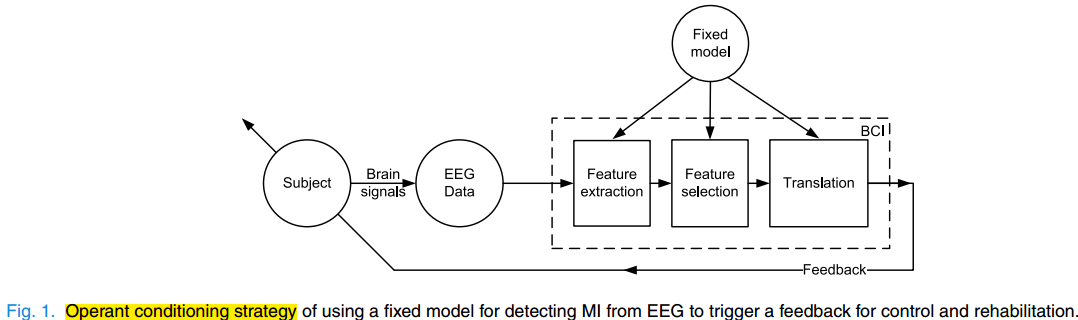 Fixed
model
BCI
Subject
Brain
signals
EEG
Data
Feature
extraction
Feature
selection
Translation
Feedback
Fig. 1. Operant conditioning strategy of using a fixed model for detecting MI from EEG to trigger a feedback for control and rehabilitation.